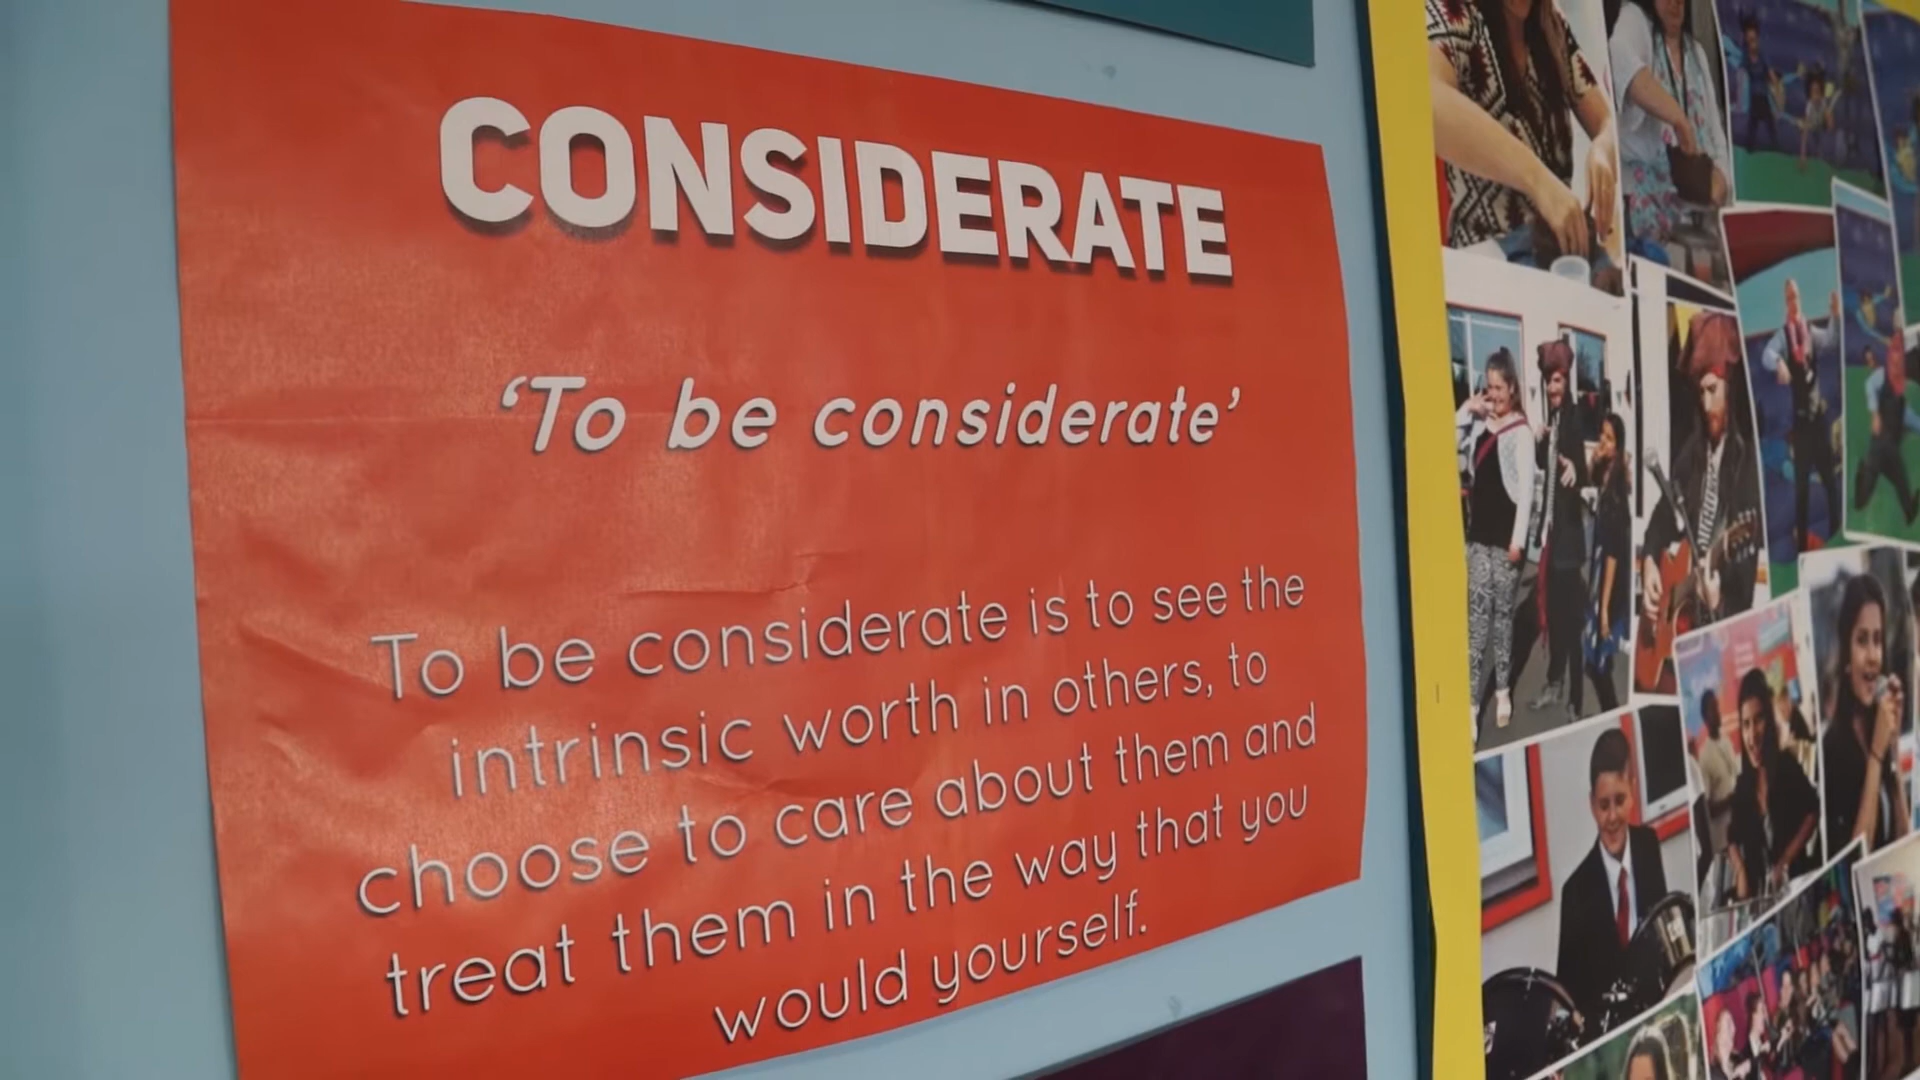 CONSIDERATE
‘To be considerate’
To be considerate is to see the
intrinsic worth in others, to
choose to care about them and
treat them in the way that you
would yourself.